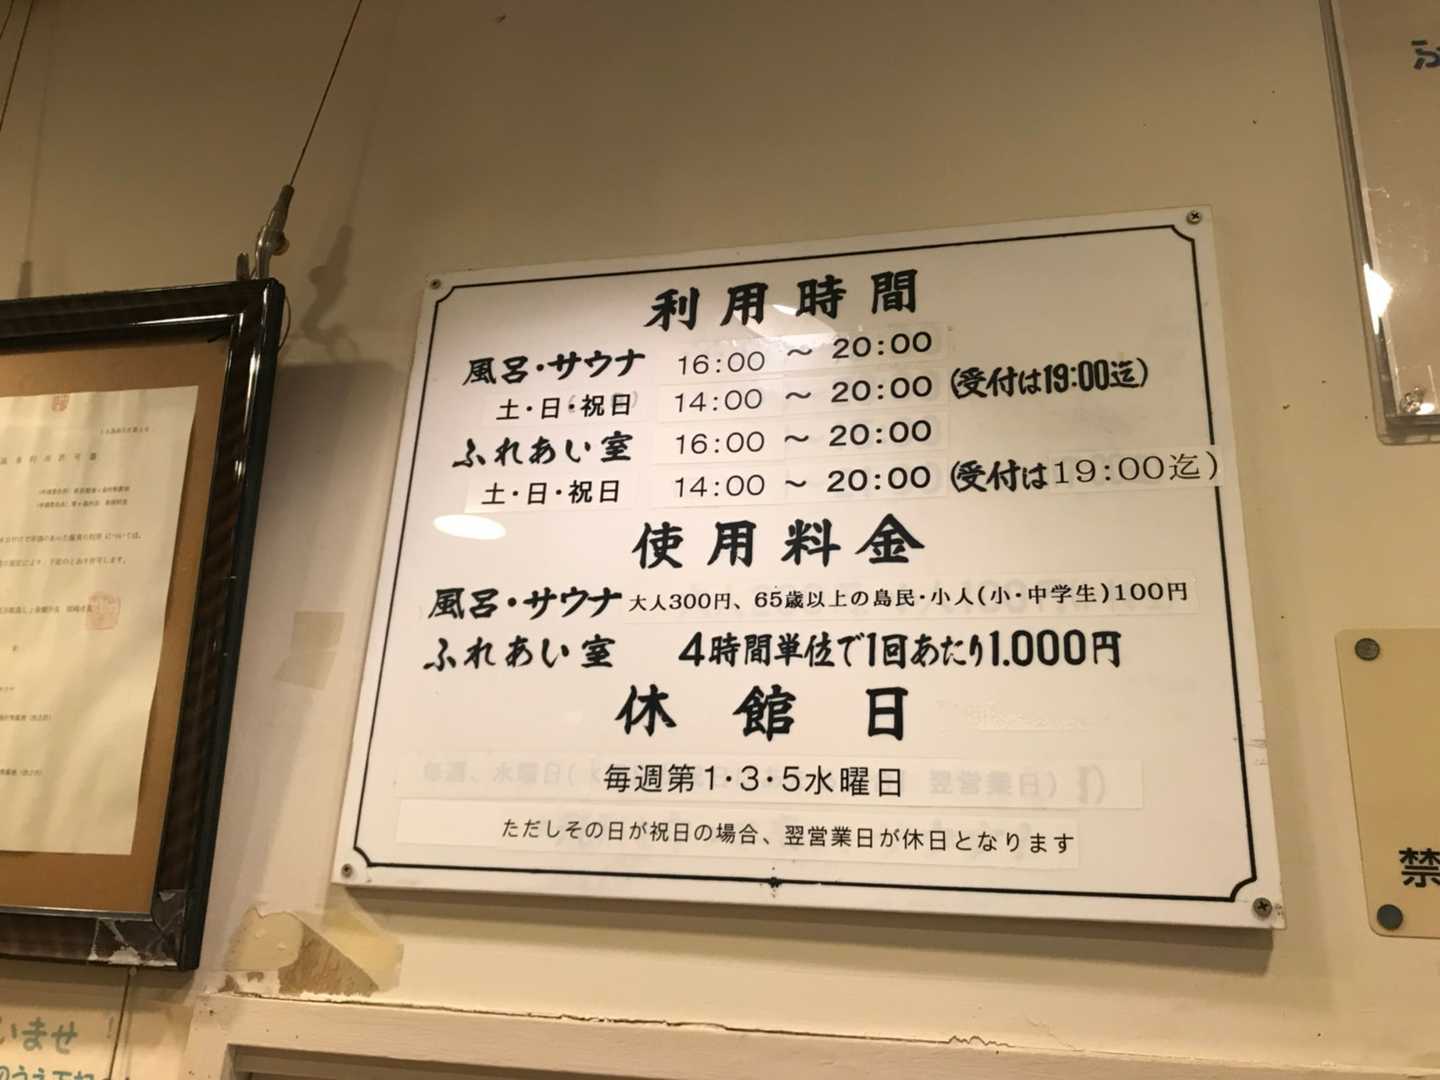 利用時間
風呂・サウナ 16:00 ～ 20:00
土・日・祝日 14:00 ～ 20:00 (受付は19:00迄)
ふれあい室 16:00 ～ 20:00
土・日・祝日 14:00 ～ 20:00 (受付は19:00迄)
使用料金
風呂・サウナ 大人300円、65歳以上の島民・小人(小・中学生)100円
ふれあい室 4時間単位で1回あたり1.000円
休館日
毎週第1・3・5水曜日
ただしその日が祝日の場合、翌営業日が休日となります
禁
いませ